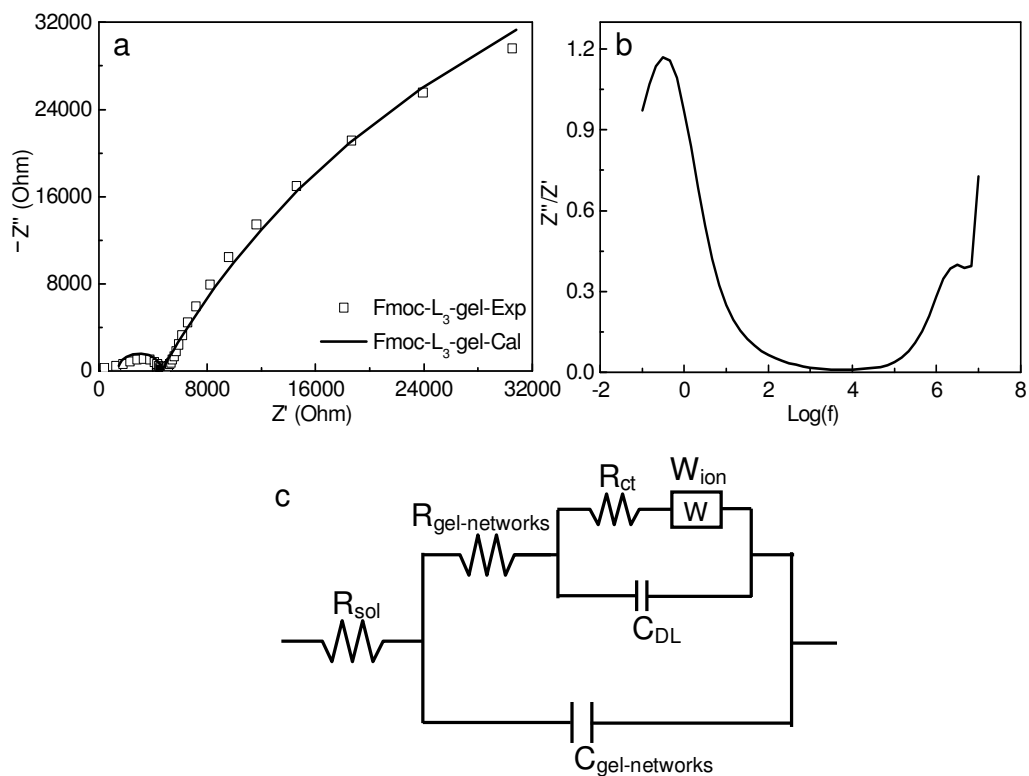 a
32000
24000
16000
8000
0
−Z'' (Ohm)
Fmoc-L3-gel-Exp
Fmoc-L3-gel-Cal
0 8000 16000 24000 32000
Z' (Ohm)
b
1.2
0.9
0.6
0.3
0.0
Z''/Z'
−2 0 2 4 6 8
Log(f)
c
Wion
Rct
W
Rgel-networks
CDL
Rsol
Cgel-networks